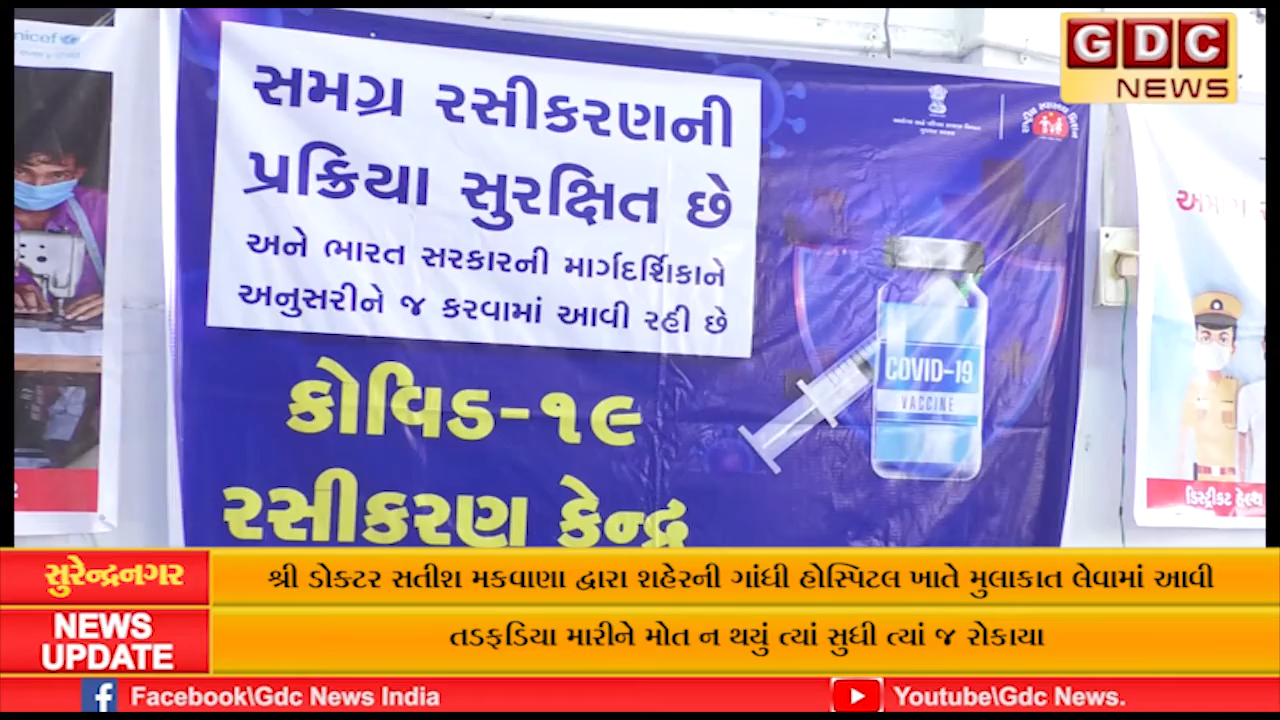 nicef
GDC
NEWS
સમગ્ર રસીકરણની
પ્રક્રિયા સુરક્ષિત છે
અને ભારત સરકારની માર્ગદર્શિકાને
અનુસરીને જ કરવામાં આવી રહી છે
કોવિડ-૧૯
રસીકરણ કેન્દ્ર
COVID-19
VACCINE
ડિસ્ટ્રીક્ટ હેલ્થ
સુરેન્દ્રનગર
શ્રી ડોક્ટર સતીશ મકવાણા દ્વારા શહેરની ગાંધી હોસ્પિટલ ખાતે મુલાકાત લેવામાં આવી
NEWS
UPDATE
તડફડિયા મારીને મોત ન થયું ત્યાં સુધી ત્યાં જ રોકાયા
Facebook\Gdc News India
Youtube\Gdc News.